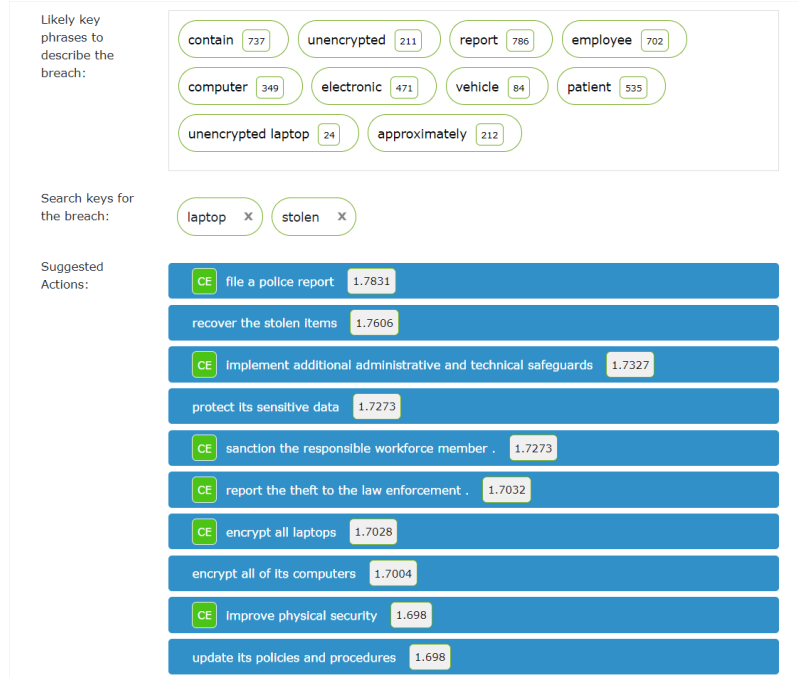 Likely key
phrases to
describe the
breach:
contain 737 unencrypted 211 report 786 employee 702
computer 349 electronic 471 vehicle 84 patient 535
unencrypted laptop 24 approximately 212
Search keys for
the breach:
laptop x stolen x
Suggested
Actions:
CE file a police report 1.7831
recover the stolen items 1.7606
CE implement additional administrative and technical safeguards 1.7327
protect its sensitive data 1.7273
CE sanction the responsible workforce member . 1.7273
CE report the theft to the law enforcement . 1.7032
CE encrypt all laptops 1.7028
encrypt all of its computers 1.7004
CE improve physical security 1.698
update its policies and procedures 1.698